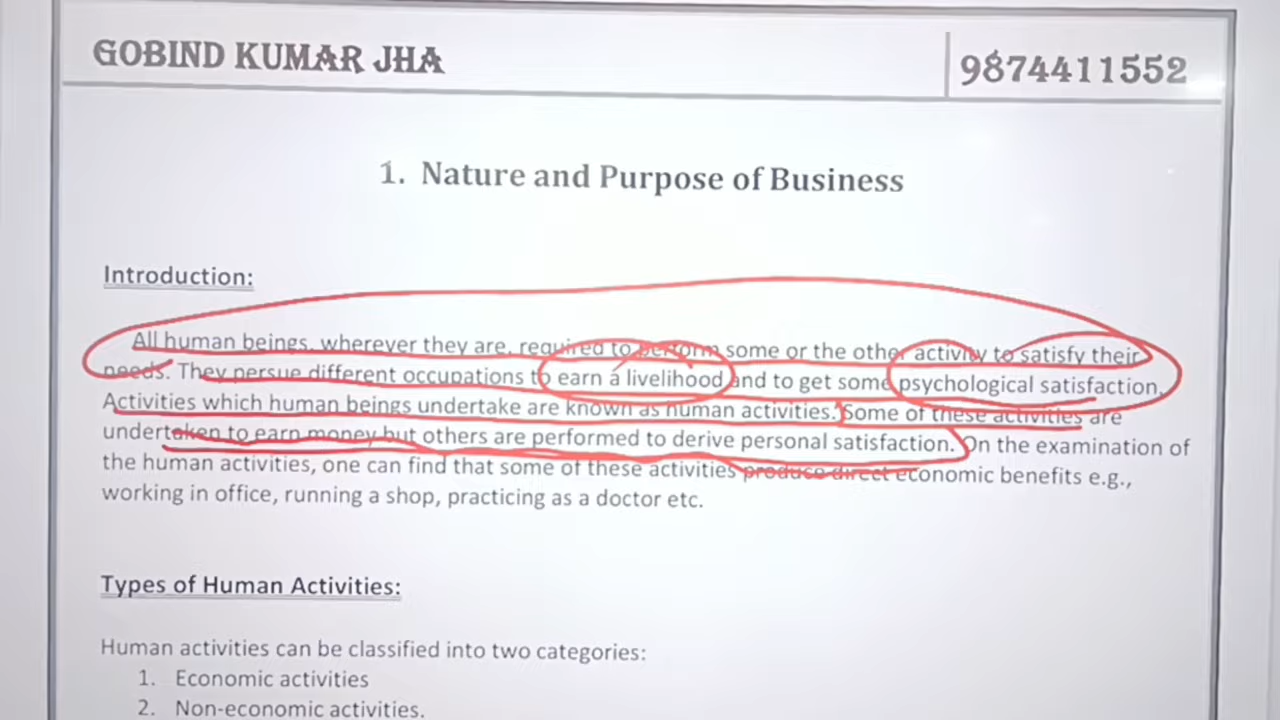 GOBIND KUMAR JHA
9874411552
1. Nature and Purpose of Business
Introduction:
All human beings, wherever they are, required to perform some or the other activity to satisfy their
needs. They persue different occupations to earn a livelihood and to get some psychological satisfaction.
Activities which human beings undertake are known as human activities. Some of these activities are
undertaken to earn money but others are performed to derive personal satisfaction. On the examination of
the human activities, one can find that some of these activities produce direct economic benefits e.g.,
working in office, running a shop, practicing as a doctor etc.
Types of Human Activities:
Human activities can be classified into two categories:
1. Economic activities
2. Non-economic activities.